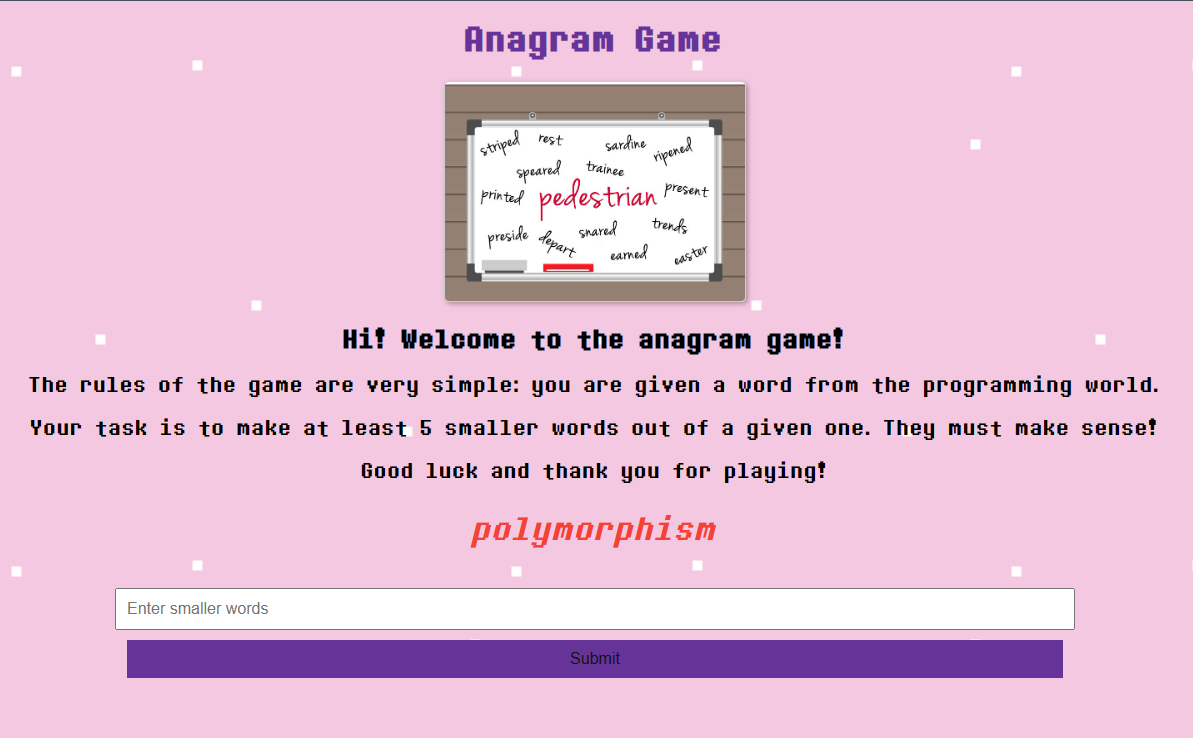 Anagram Game
striped rest sardine ripened
speared trainee
printed pedestrian present
preside depart snared trends
earned easter
Hi! Welcome to the anagram game!
The rules of the game are very simple: you are given a word from the programming world.
Your task is to make at least 5 smaller words out of a given one. They must make sense!
Good luck and thank you for playing!
polymorphism
Enter smaller words
Submit